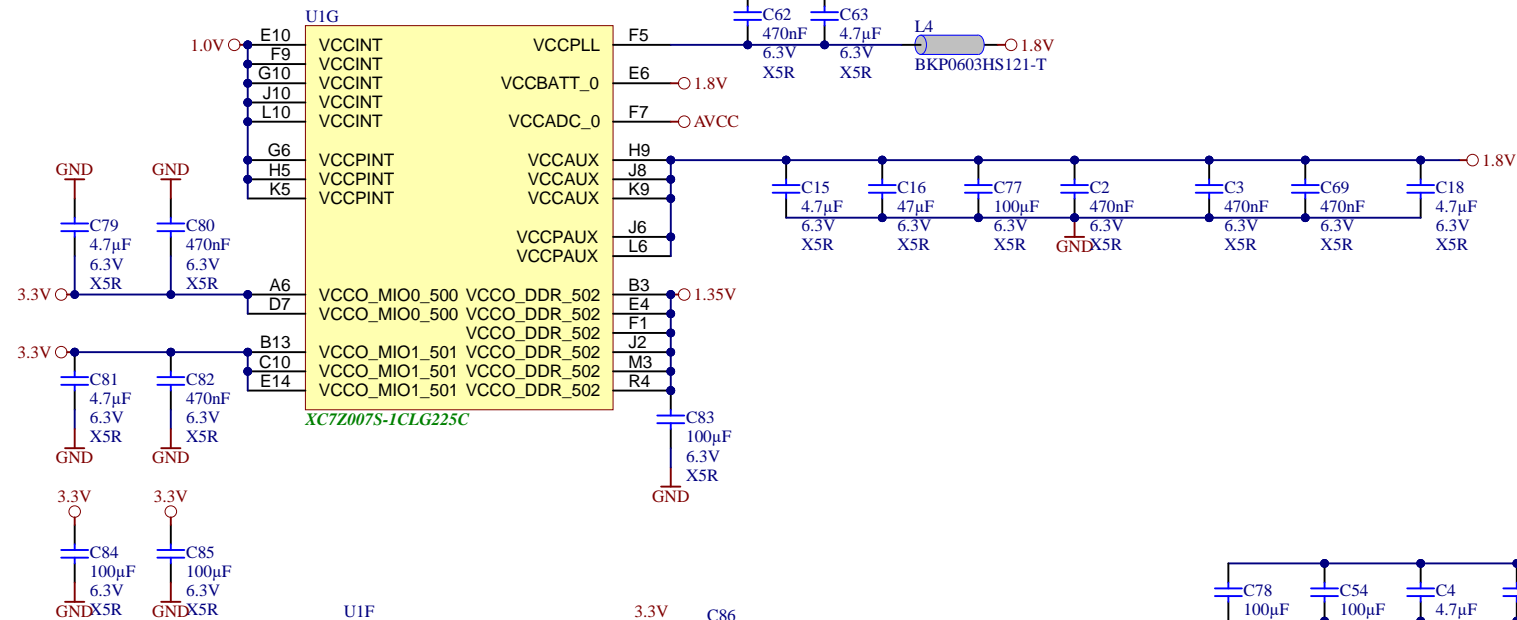 U1G
1.0V
E10
F9
G10
J10
L10
G6
H5
K5
A6
D7
B13
C10
E14
VCCINT
VCCINT
VCCINT
VCCINT
VCCINT
VCCPINT
VCCPINT
VCCPINT
VCCO_MIO0_500
VCCO_MIO0_500
VCCO_MIO1_501
VCCO_MIO1_501
VCCO_MIO1_501
VCCPLL
VCCBATT_0
VCCADC_0
VCCAUX
VCCAUX
VCCAUX
VCCPAUX
VCCPAUX
VCCO_DDR_502
VCCO_DDR_502
VCCO_DDR_502
VCCO_DDR_502
VCCO_DDR_502
VCCO_DDR_502
F5
E6
F7
H9
J8
K9
J6
L6
B3
E4
F1
J2
M3
R4
XC7Z007S-1CLG225C
C62
470nF
6.3V
X5R
C63
4.7µF
6.3V
X5R
L4
BKP0603HS121-T
1.8V
1.8V
AVCC
1.8V
C15
4.7µF
6.3V
X5R
C16
47µF
6.3V
X5R
C77
100µF
6.3V
X5R
C2
470nF
6.3V
X5R
GND
C3
470nF
6.3V
X5R
C69
470nF
6.3V
X5R
C18
4.7µF
6.3V
X5R
1.35V
C83
100µF
6.3V
X5R
GND
GND
C79
4.7µF
6.3V
X5R
GND
C80
470nF
6.3V
X5R
3.3V
3.3V
C81
4.7µF
6.3V
X5R
GND
C82
470nF
6.3V
X5R
GND
3.3V
C84
100µF
6.3V
X5R
GND
3.3V
C85
100µF
6.3V
X5R
GND
U1F
3.3V
C86
C78
100µF
C54
100µF
C4
4.7µF